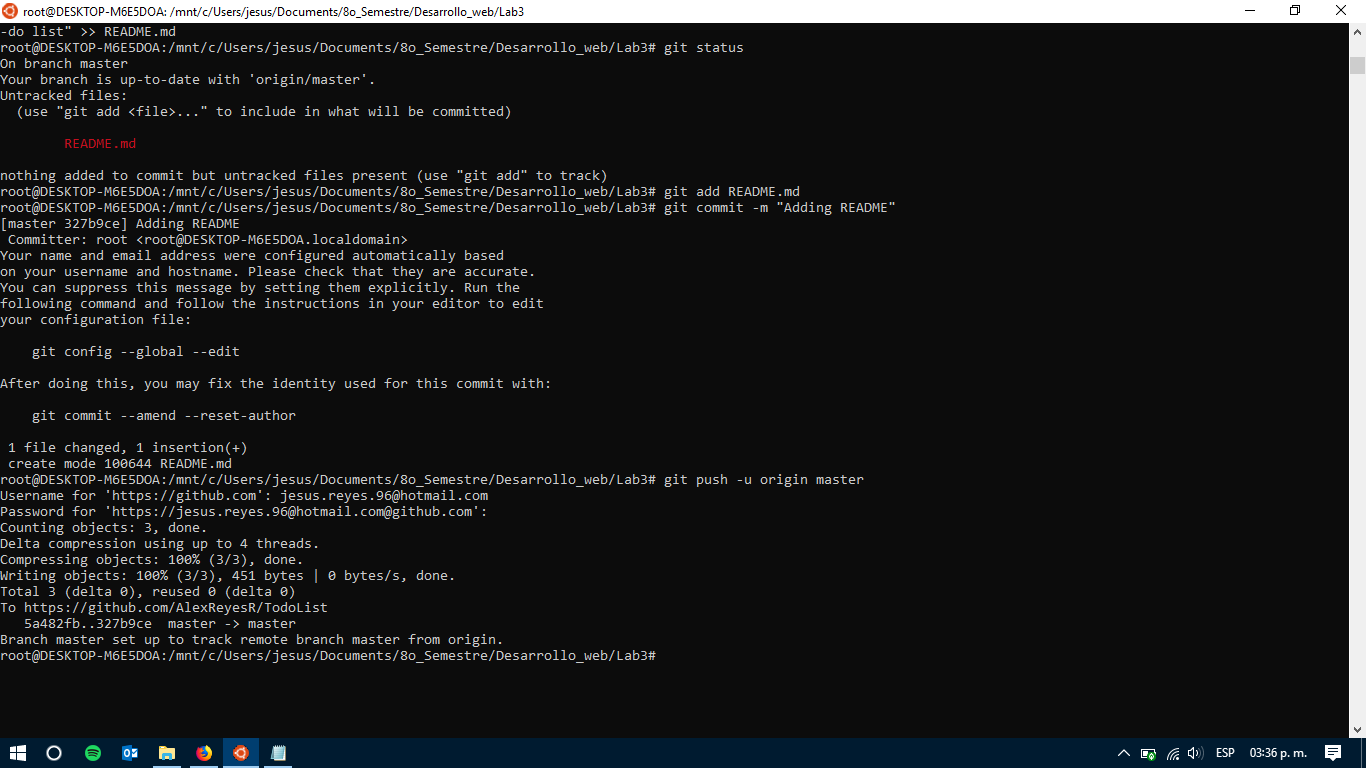 root@DESKTOP-M6E5DOA: /mnt/c/Users/jesus/Documents/8o_Semestre/Desarrollo_web/Lab3
-do list" >> README.md
root@DESKTOP-M6E5DOA:/mnt/c/Users/jesus/Documents/8o_Semestre/Desarrollo_web/Lab3# git status
On branch master
Your branch is up-to-date with 'origin/master'.
Untracked files:
  (use "git add <file>..." to include in what will be committed)
        README.md
nothing added to commit but untracked files present (use "git add" to track)
root@DESKTOP-M6E5DOA:/mnt/c/Users/jesus/Documents/8o_Semestre/Desarrollo_web/Lab3# git add README.md
root@DESKTOP-M6E5DOA:/mnt/c/Users/jesus/Documents/8o_Semestre/Desarrollo_web/Lab3# git commit -m "Adding README"
[master 327b9ce] Adding README
 Committer: root <root@DESKTOP-M6E5DOA.localdomain>
Your name and email address were configured automatically based
on your username and hostname. Please check that they are accurate.
You can suppress this message by setting them explicitly. Run the
following command and follow the instructions in your editor to edit
your configuration file:
    git config --global --edit
After doing this, you may fix the identity used for this commit with:
    git commit --amend --reset-author
 1 file changed, 1 insertion(+)
 create mode 100644 README.md
root@DESKTOP-M6E5DOA:/mnt/c/Users/jesus/Documents/8o_Semestre/Desarrollo_web/Lab3# git push -u origin master
Username for 'https://github.com': jesus.reyes.96@hotmail.com
Password for 'https://jesus.reyes.96@hotmail.com@github.com':
Counting objects: 3, done.
Delta compression using up to 4 threads.
Compressing objects: 100% (3/3), done.
Writing objects: 100% (3/3), 451 bytes | 0 bytes/s, done.
Total 3 (delta 0), reused 0 (delta 0)
To https://github.com/AlexReyesR/TodoList
   5a482fb..327b9ce  master -> master
Branch master set up to track remote branch master from origin.
root@DESKTOP-M6E5DOA:/mnt/c/Users/jesus/Documents/8o_Semestre/Desarrollo_web/Lab3#
ESP 03:36 p. m.